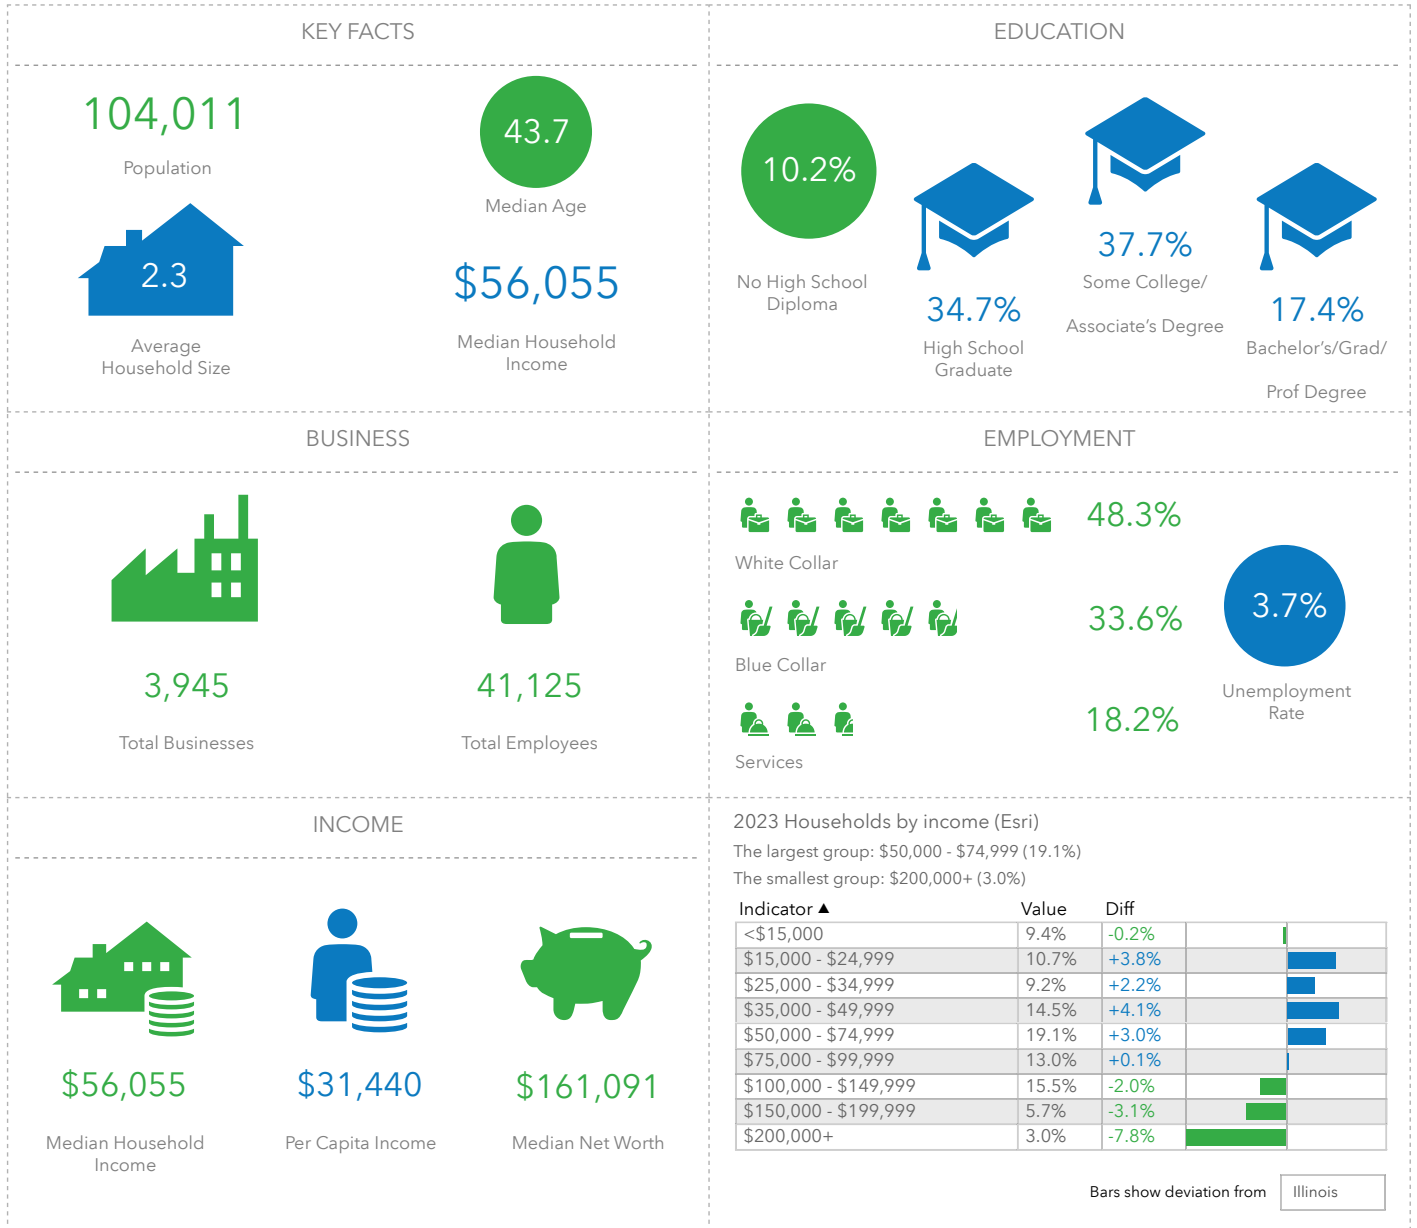 KEY FACTS
104,011
Population
43.7
Median Age
2.3
Average
Household Size
$56,055
Median Household
Income
EDUCATION
10.2%
No High School
Diploma
34.7%
High School
Graduate
37.7%
Some College/
Associate's Degree
17.4%
Bachelor's/Grad/
Prof Degree
BUSINESS
3,945
Total Businesses
41,125
Total Employees
EMPLOYMENT
48.3%
White Collar
33.6%
Blue Collar
18.2%
Services
3.7%
Unemployment
Rate
INCOME
$56,055
Median Household
Income
$31,440
Per Capita Income
$161,091
Median Net Worth
2023 Households by income (Esri)
The largest group: $50,000 - $74,999 (19.1%)
The smallest group: $200,000+ (3.0%)
Indicator ▲ Value Diff
<$15,000 9.4% -0.2%
$15,000 - $24,999 10.7% +3.8%
$25,000 - $34,999 9.2% +2.2%
$35,000 - $49,999 14.5% +4.1%
$50,000 - $74,999 19.1% +3.0%
$75,000 - $99,999 13.0% +0.1%
$100,000 - $149,999 15.5% -2.0%
$150,000 - $199,999 5.7% -3.1%
$200,000+ 3.0% -7.8%
Bars show deviation from Illinois